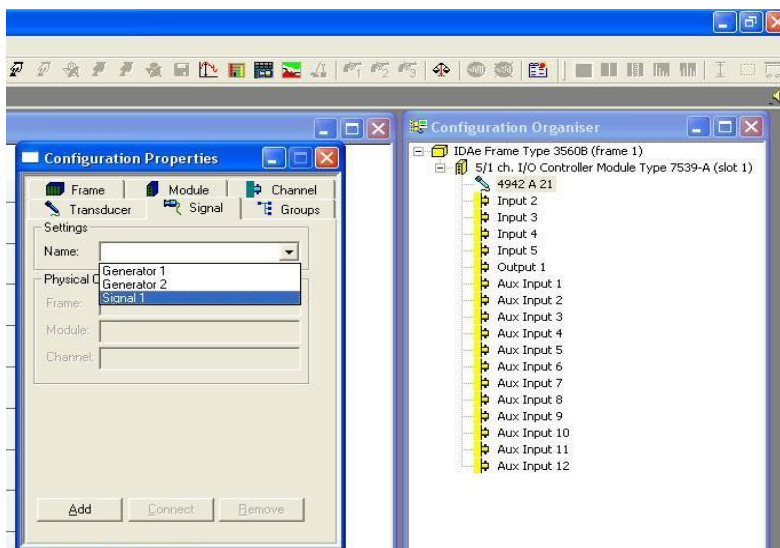 Configuration Properties
Frame
Module
Channel
Transducer
Signal
Groups
Settings
Name:
Generator 1
Generator 2
Signal 1
Physical C
Frame:
Module:
Channel:
Add
Connect
Remove
Configuration Organiser
IDAe Frame Type 3560B (frame 1)
5/1 ch. I/O Controller Module Type 7539-A (slot 1)
4942 A 21
Input 2
Input 3
Input 4
Input 5
Output 1
Aux Input 1
Aux Input 2
Aux Input 3
Aux Input 4
Aux Input 5
Aux Input 6
Aux Input 7
Aux Input 8
Aux Input 9
Aux Input 10
Aux Input 11
Aux Input 12